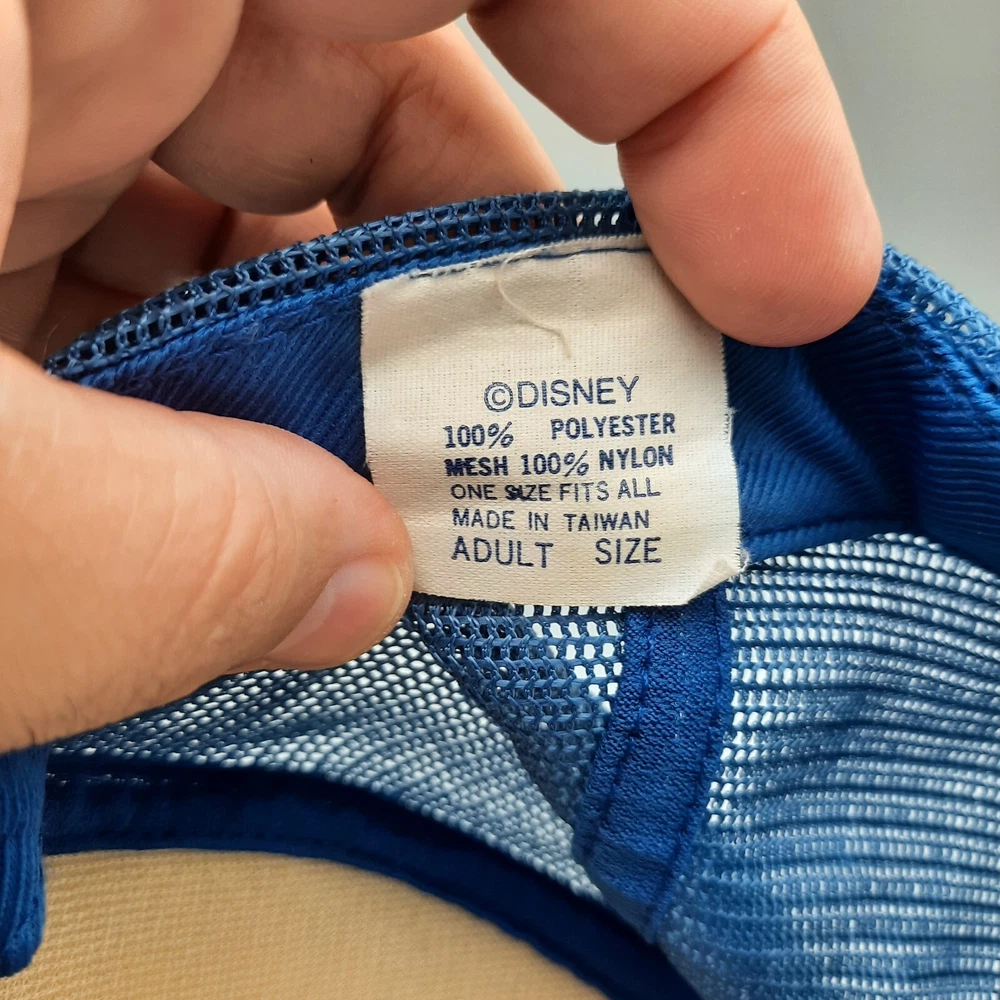 ©DISNEY
100% POLYESTER
MESH 100% NYLON
ONE SIZE FITS ALL
MADE IN TAIWAN
ADULT SIZE